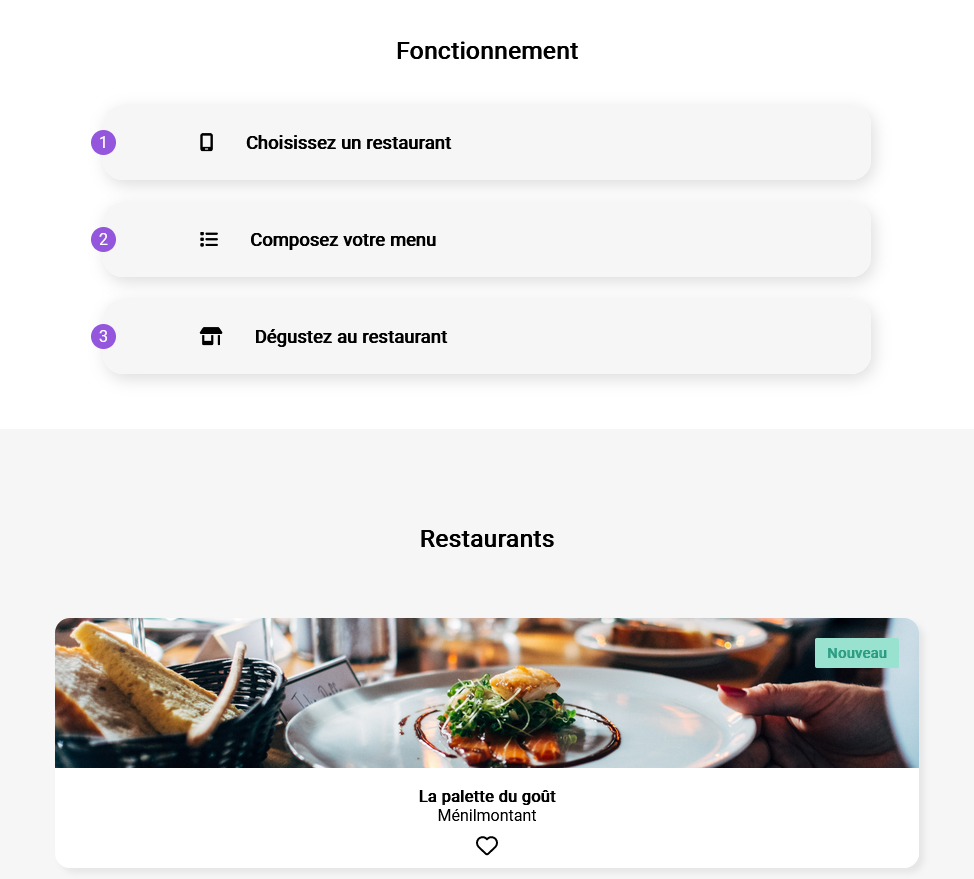 Fonctionnement
1 Choisissez un restaurant
2 Composez votre menu
3 Dégustez au restaurant
Restaurants
Nouveau
La palette du goût
Ménilmontant